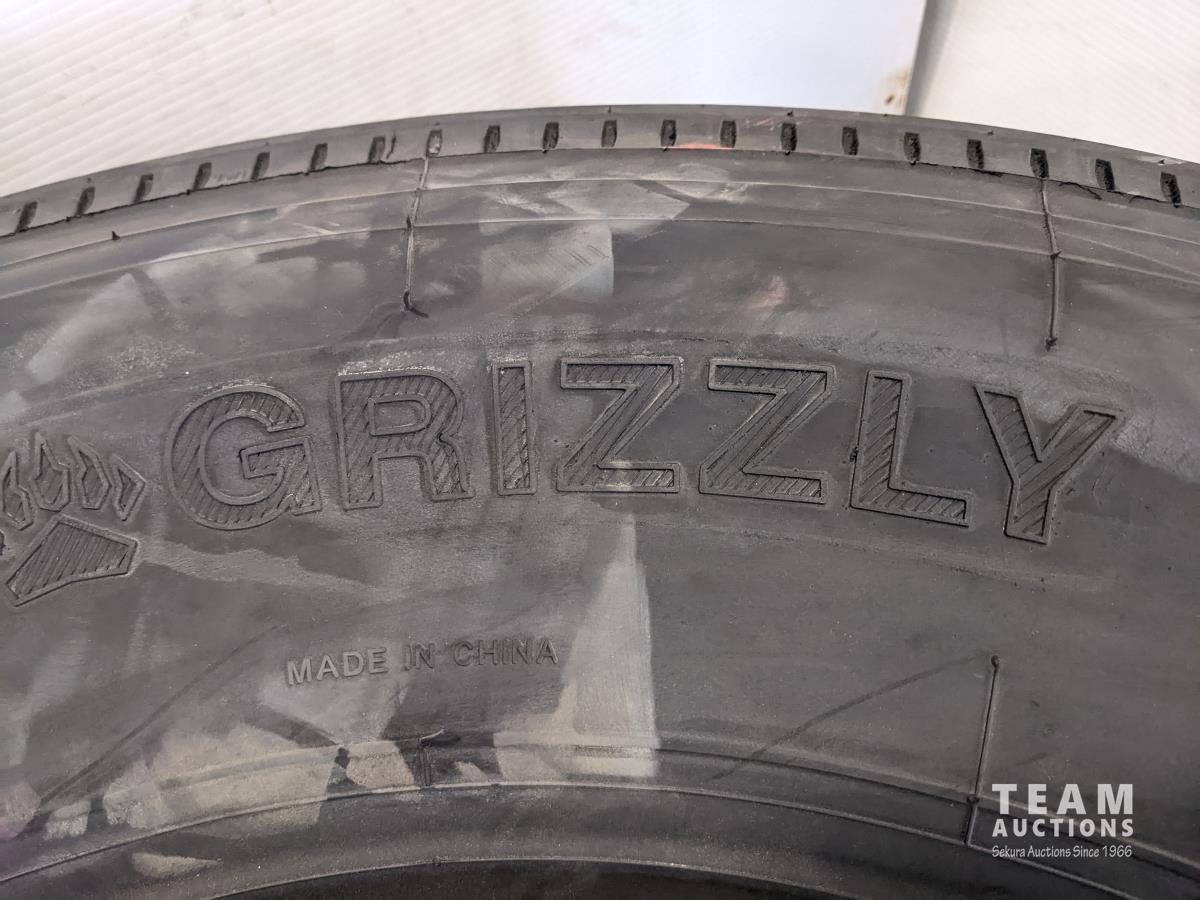 GRIZZLY
MADE IN CHINA
TEAM
AUCTIONS
Sekura Auctions Since 1966